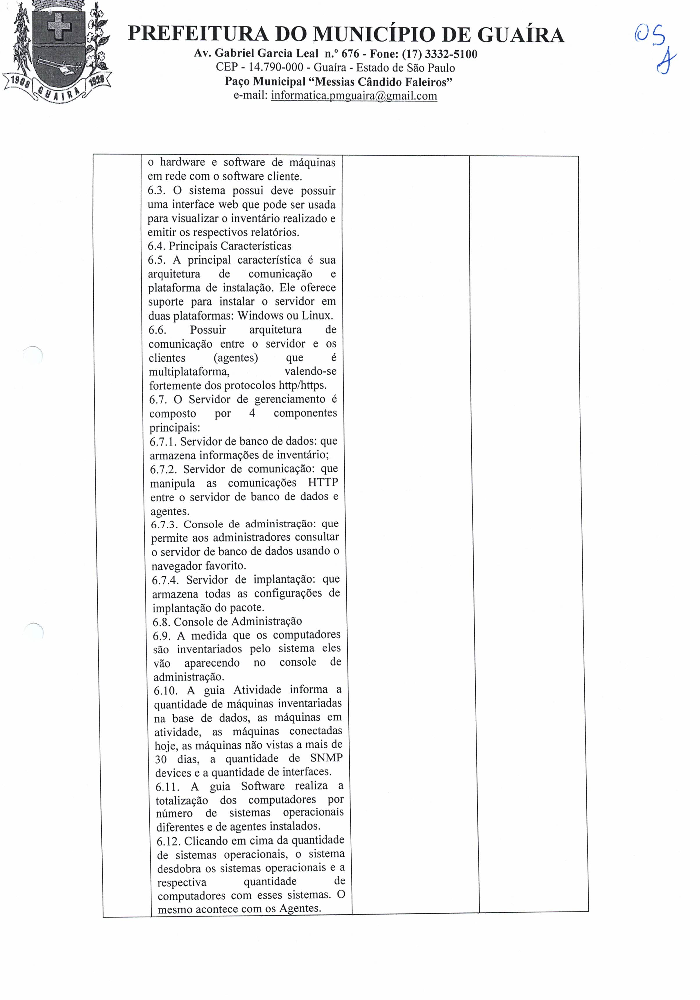 PREFEITURA DO MUNICÍPIO DE GUAÍRA
Av. Gabriel Garcia Leal n.º 676 - Fone: (17) 3332-5100
CEP - 14.790-000 - Guaíra - Estado de São Paulo
Paço Municipal “Messias Cândido Faleiros”
e-mail: informatica.pmguaira@gmail.com
1908 GUAIRA 1928
05
o hardware e software de máquinas
em rede com o software cliente.
6.3. O sistema possui deve possuir
uma interface web que pode ser usada
para visualizar o inventário realizado e
emitir os respectivos relatórios.
6.4. Principais Características
6.5. A principal característica é sua
arquitetura de comunicação e
plataforma de instalação. Ele oferece
suporte para instalar o servidor em
duas plataformas: Windows ou Linux.
6.6. Possuir arquitetura de
comunicação entre o servidor e os
clientes (agentes) que é
multiplataforma, valendo-se
fortemente dos protocolos http/https.
6.7. O Servidor de gerenciamento é
composto por 4 componentes
principais:
6.7.1. Servidor de banco de dados: que
armazena informações de inventário;
6.7.2. Servidor de comunicação: que
manipula as comunicações HTTP
entre o servidor de banco de dados e
agentes.
6.7.3. Console de administração: que
permite aos administradores consultar
o servidor de banco de dados usando o
navegador favorito.
6.7.4. Servidor de implantação: que
armazena todas as configurações de
implantação do pacote.
6.8. Console de Administração
6.9. A medida que os computadores
são inventariados pelo sistema eles
vão aparecendo no console de
administração.
6.10. A guia Atividade informa a
quantidade de máquinas inventariadas
na base de dados, as máquinas em
atividade, as máquinas conectadas
hoje, as máquinas não vistas a mais de
30 dias, a quantidade de SNMP
devices e a quantidade de interfaces.
6.11. A guia Software realiza a
totalização dos computadores por
número de sistemas operacionais
diferentes e de agentes instalados.
6.12. Clicando em cima da quantidade
de sistemas operacionais, o sistema
desdobra os sistemas operacionais e a
respectiva quantidade de
computadores com esses sistemas. O
mesmo acontece com os Agentes.